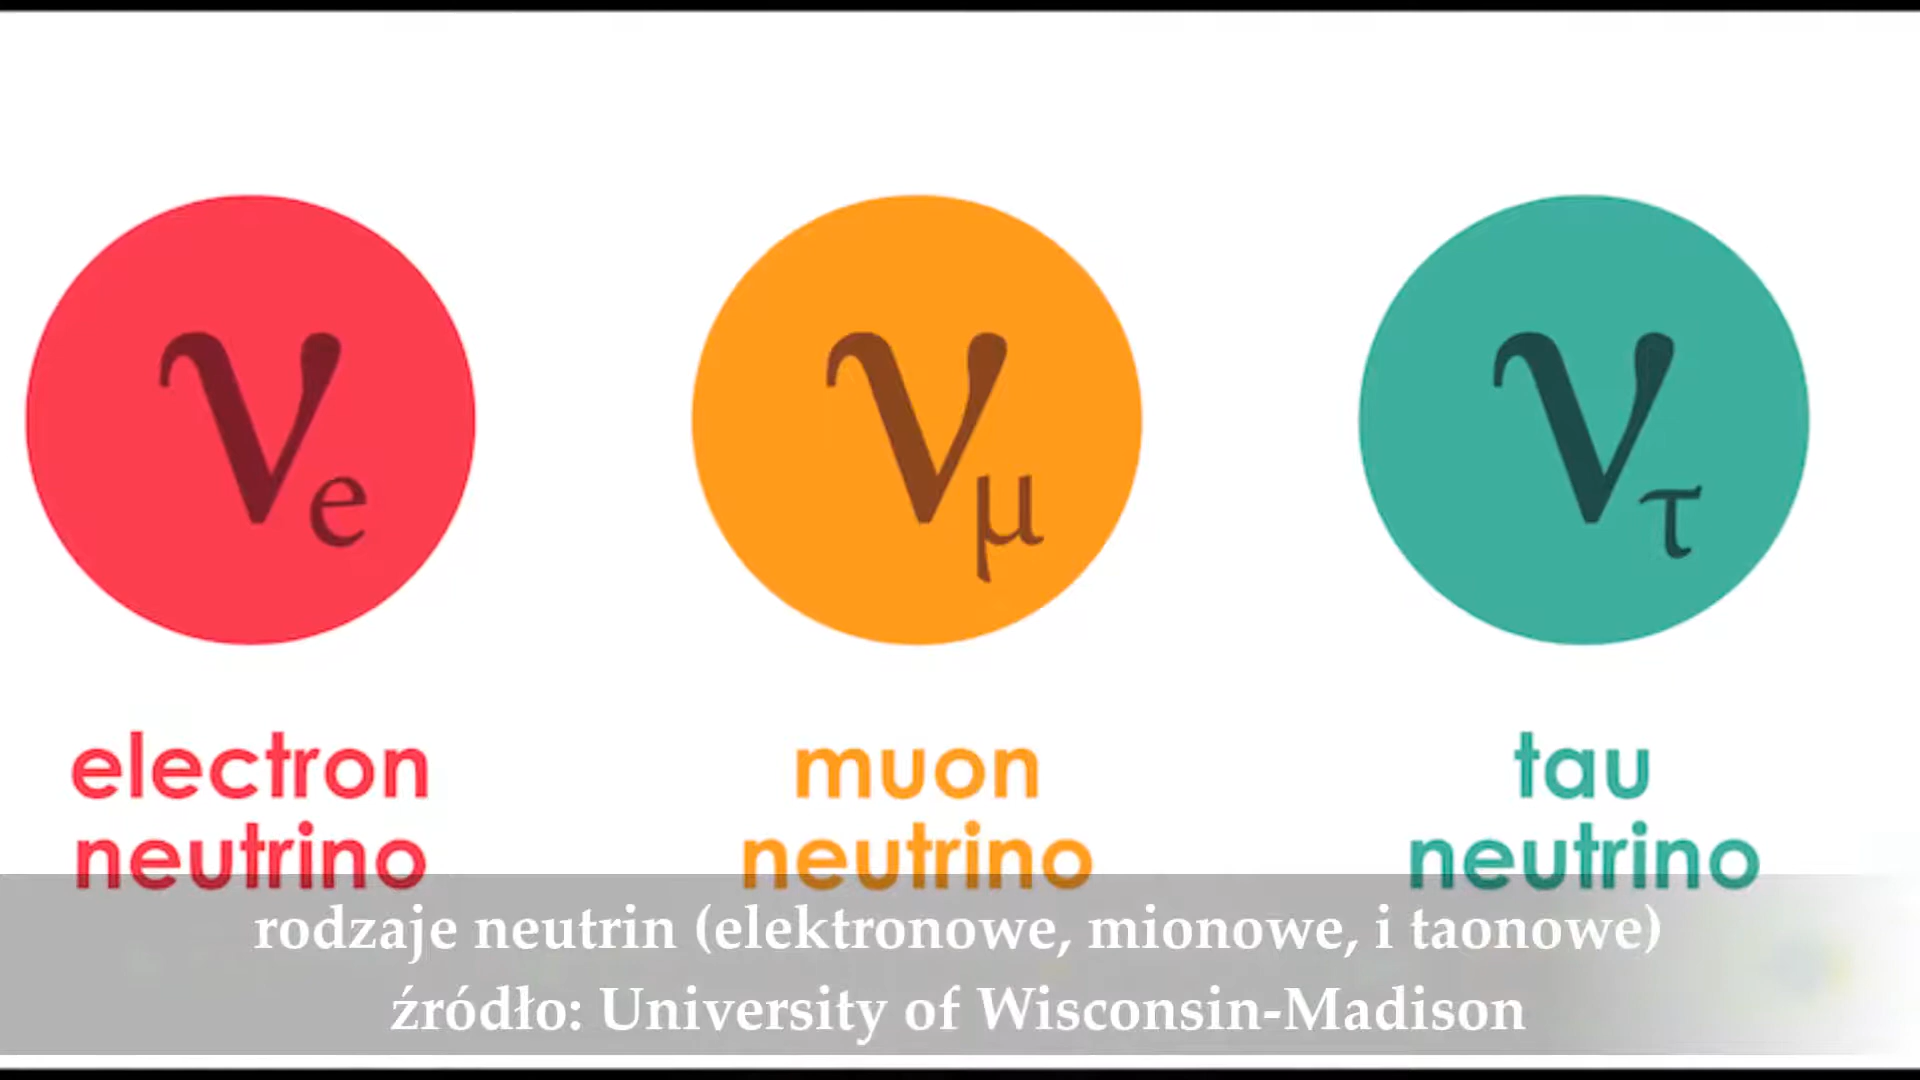 νe
νμ
ντ
electron
neutrino
muon
neutrino
tau
neutrino
rodzaje neutrin (elektronowe, mionowe, i taonowe)
źródło: University of Wisconsin-Madison